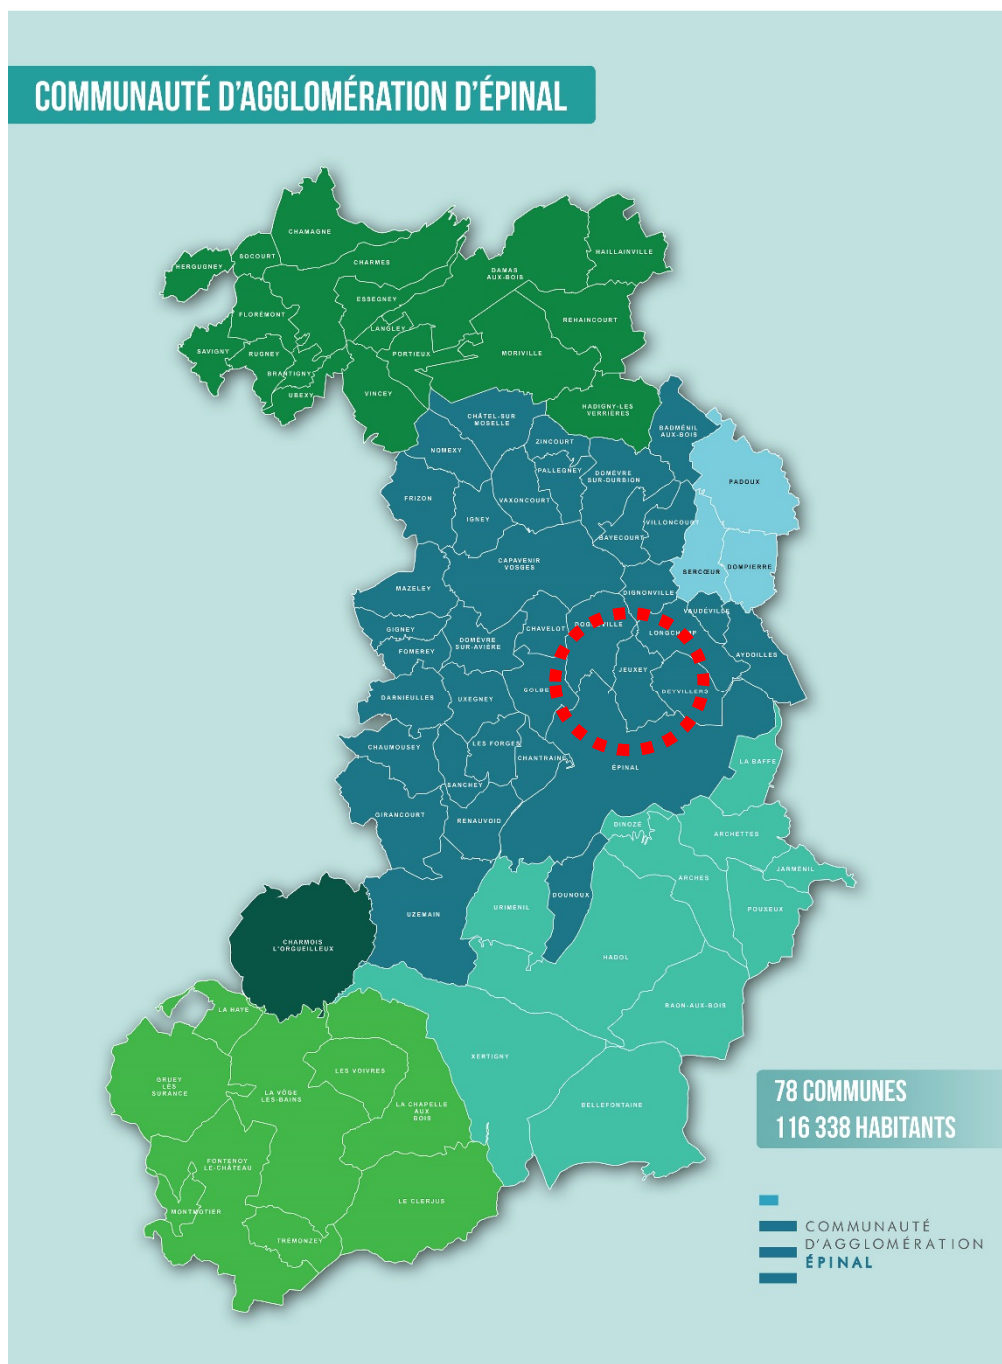 COMMUNAUTÉ D'AGGLOMÉRATION D'ÉPINAL
CHAMAGNE
HAILLAINVILLE
SOCOURT
CHARMES
HERGUGNEY
DAMAS
AUX-BOIS
ESSEGNEY
FLORÉMONT
REHAINCOURT
LANGLEY
SAVIGNY
RUGNEY
PORTIEUX
MORIVILLE
BRANTIGNY
UBEXY
VINCEY
HADIGNY-LES
VERRIÈRES
CHÂTEL-SUR
MOSELLE
BADMÉNIL
AUX-BOIS
ZINCOURT
NOMEXY
PALLEGNEY
DOMÈVRE
SUR-DURBION
PADOUX
FRIZON
VAXONCOURT
IGNEY
VILLONCOURT
BAYECOURT
CAPAVENIR
VOSGES
SERCŒUR
DOMPIERRE
MAZELEY
DIGNONVILLE
VAUDÉVILLE
GIGNEY
CHAVELOT
LONGCHAMP
DOMÈVRE
SUR-AVIÈRE
FOMEREY
AYDOILLES
JEUXEY
DARNIEULLES
UXEGNEY
GOLBE
DEYVILLERS
CHAUMOUSEY
LES FORGES
CHANTRAINE
ÉPINAL
LA BAFFE
SANCHEY
GIRANCOURT
RENAUVOID
DINOZÉ
ARCHETTES
JARMÉNIL
ARCHES
DOUNOUX
URIMÉNIL
POUXEUX
UZEMAIN
CHARMOIS
L'ORGUEILLEUX
HADOL
RAON-AUX-BOIS
LA HAYE
XERTIGNY
LES VOIVRES
GRUEY
LÈS
SURANCE
LA VÔGE
LES-BAINS
LA CHAPELLE
AUX
BOIS
BELLEFONTAINE
78 COMMUNES
116 338 HABITANTS
FONTENOY
LE-CHÂTEAU
LE CLERJUS
MONTMOTIER
TRÉMONZEY
COMMUNAUTÉ
D'AGGLOMÉRATION
ÉPINAL